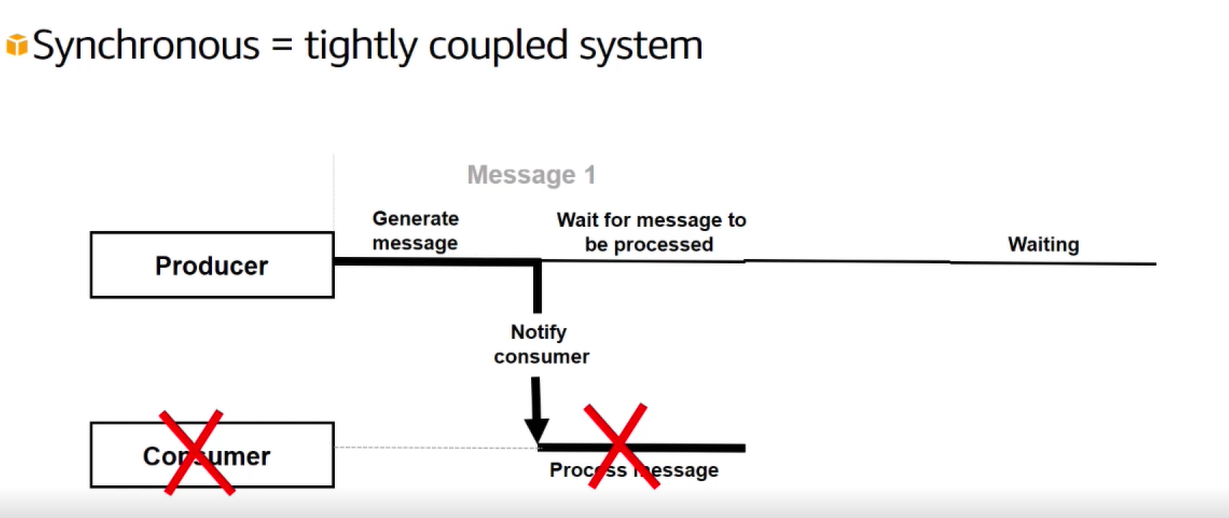 Synchronous = tightly coupled system
Message 1
Generate
message
Wait for message to
be processed
Waiting
Producer
Notify
consumer
Consumer
Process message